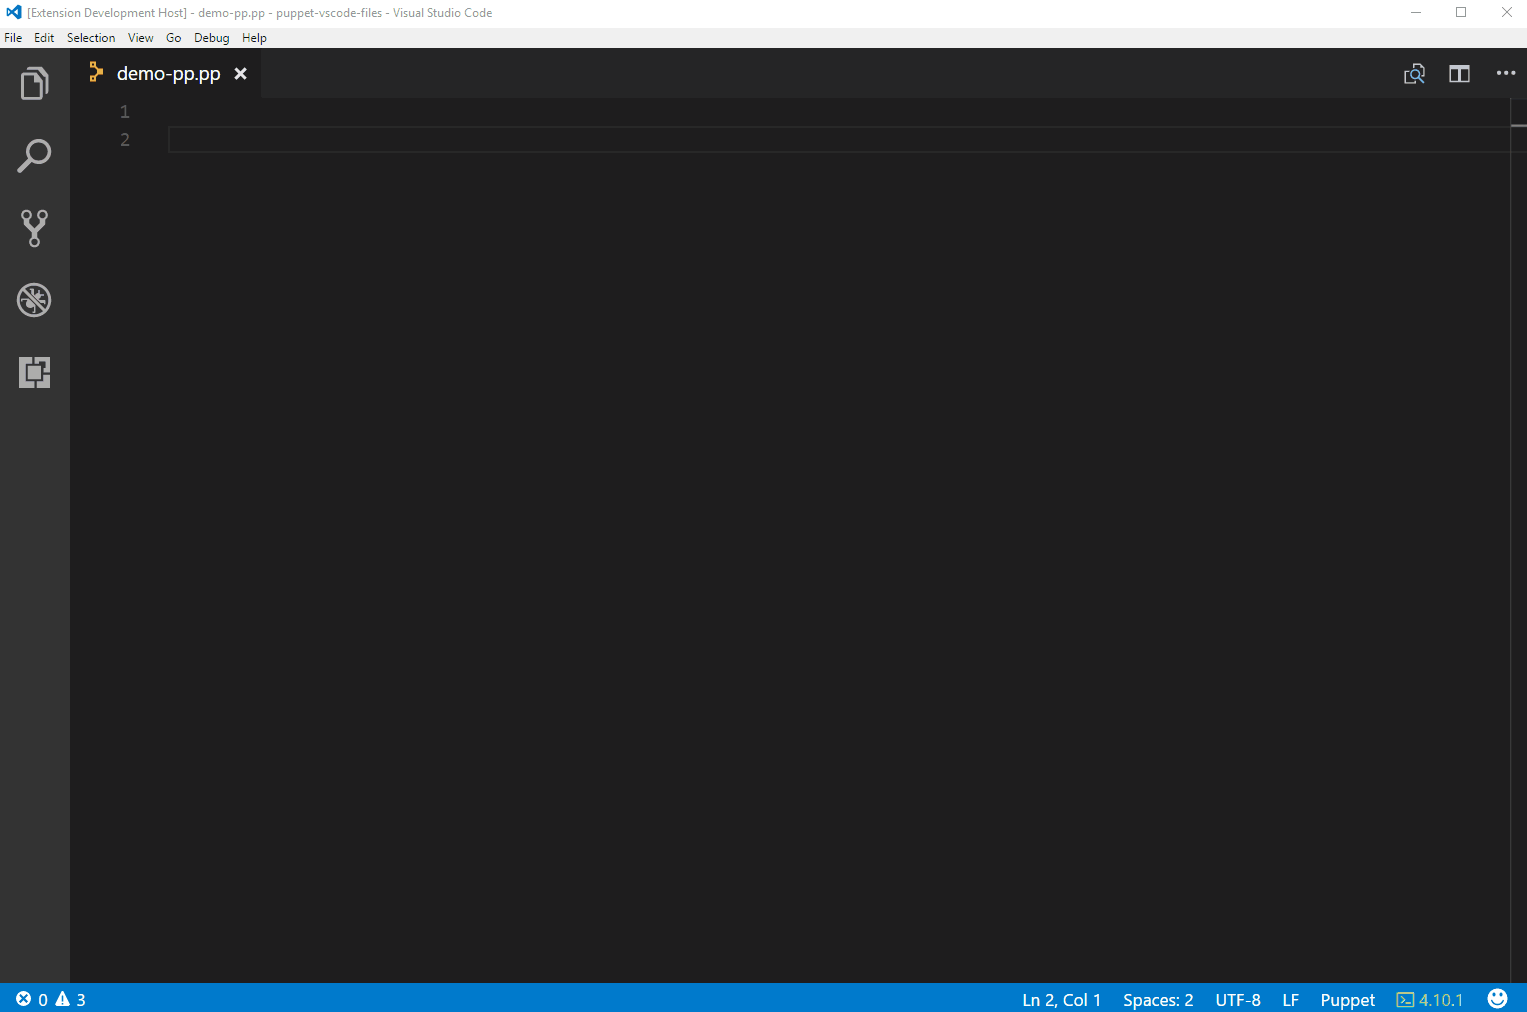 [Extension Development Host] - demo-pp.pp - puppet-vscode-files - Visual Studio Code
File Edit Selection View Go Debug Help
demo-pp.pp
1
2
0 3 Ln 2, Col 1 Spaces: 2 UTF-8 LF Puppet 4.10.1